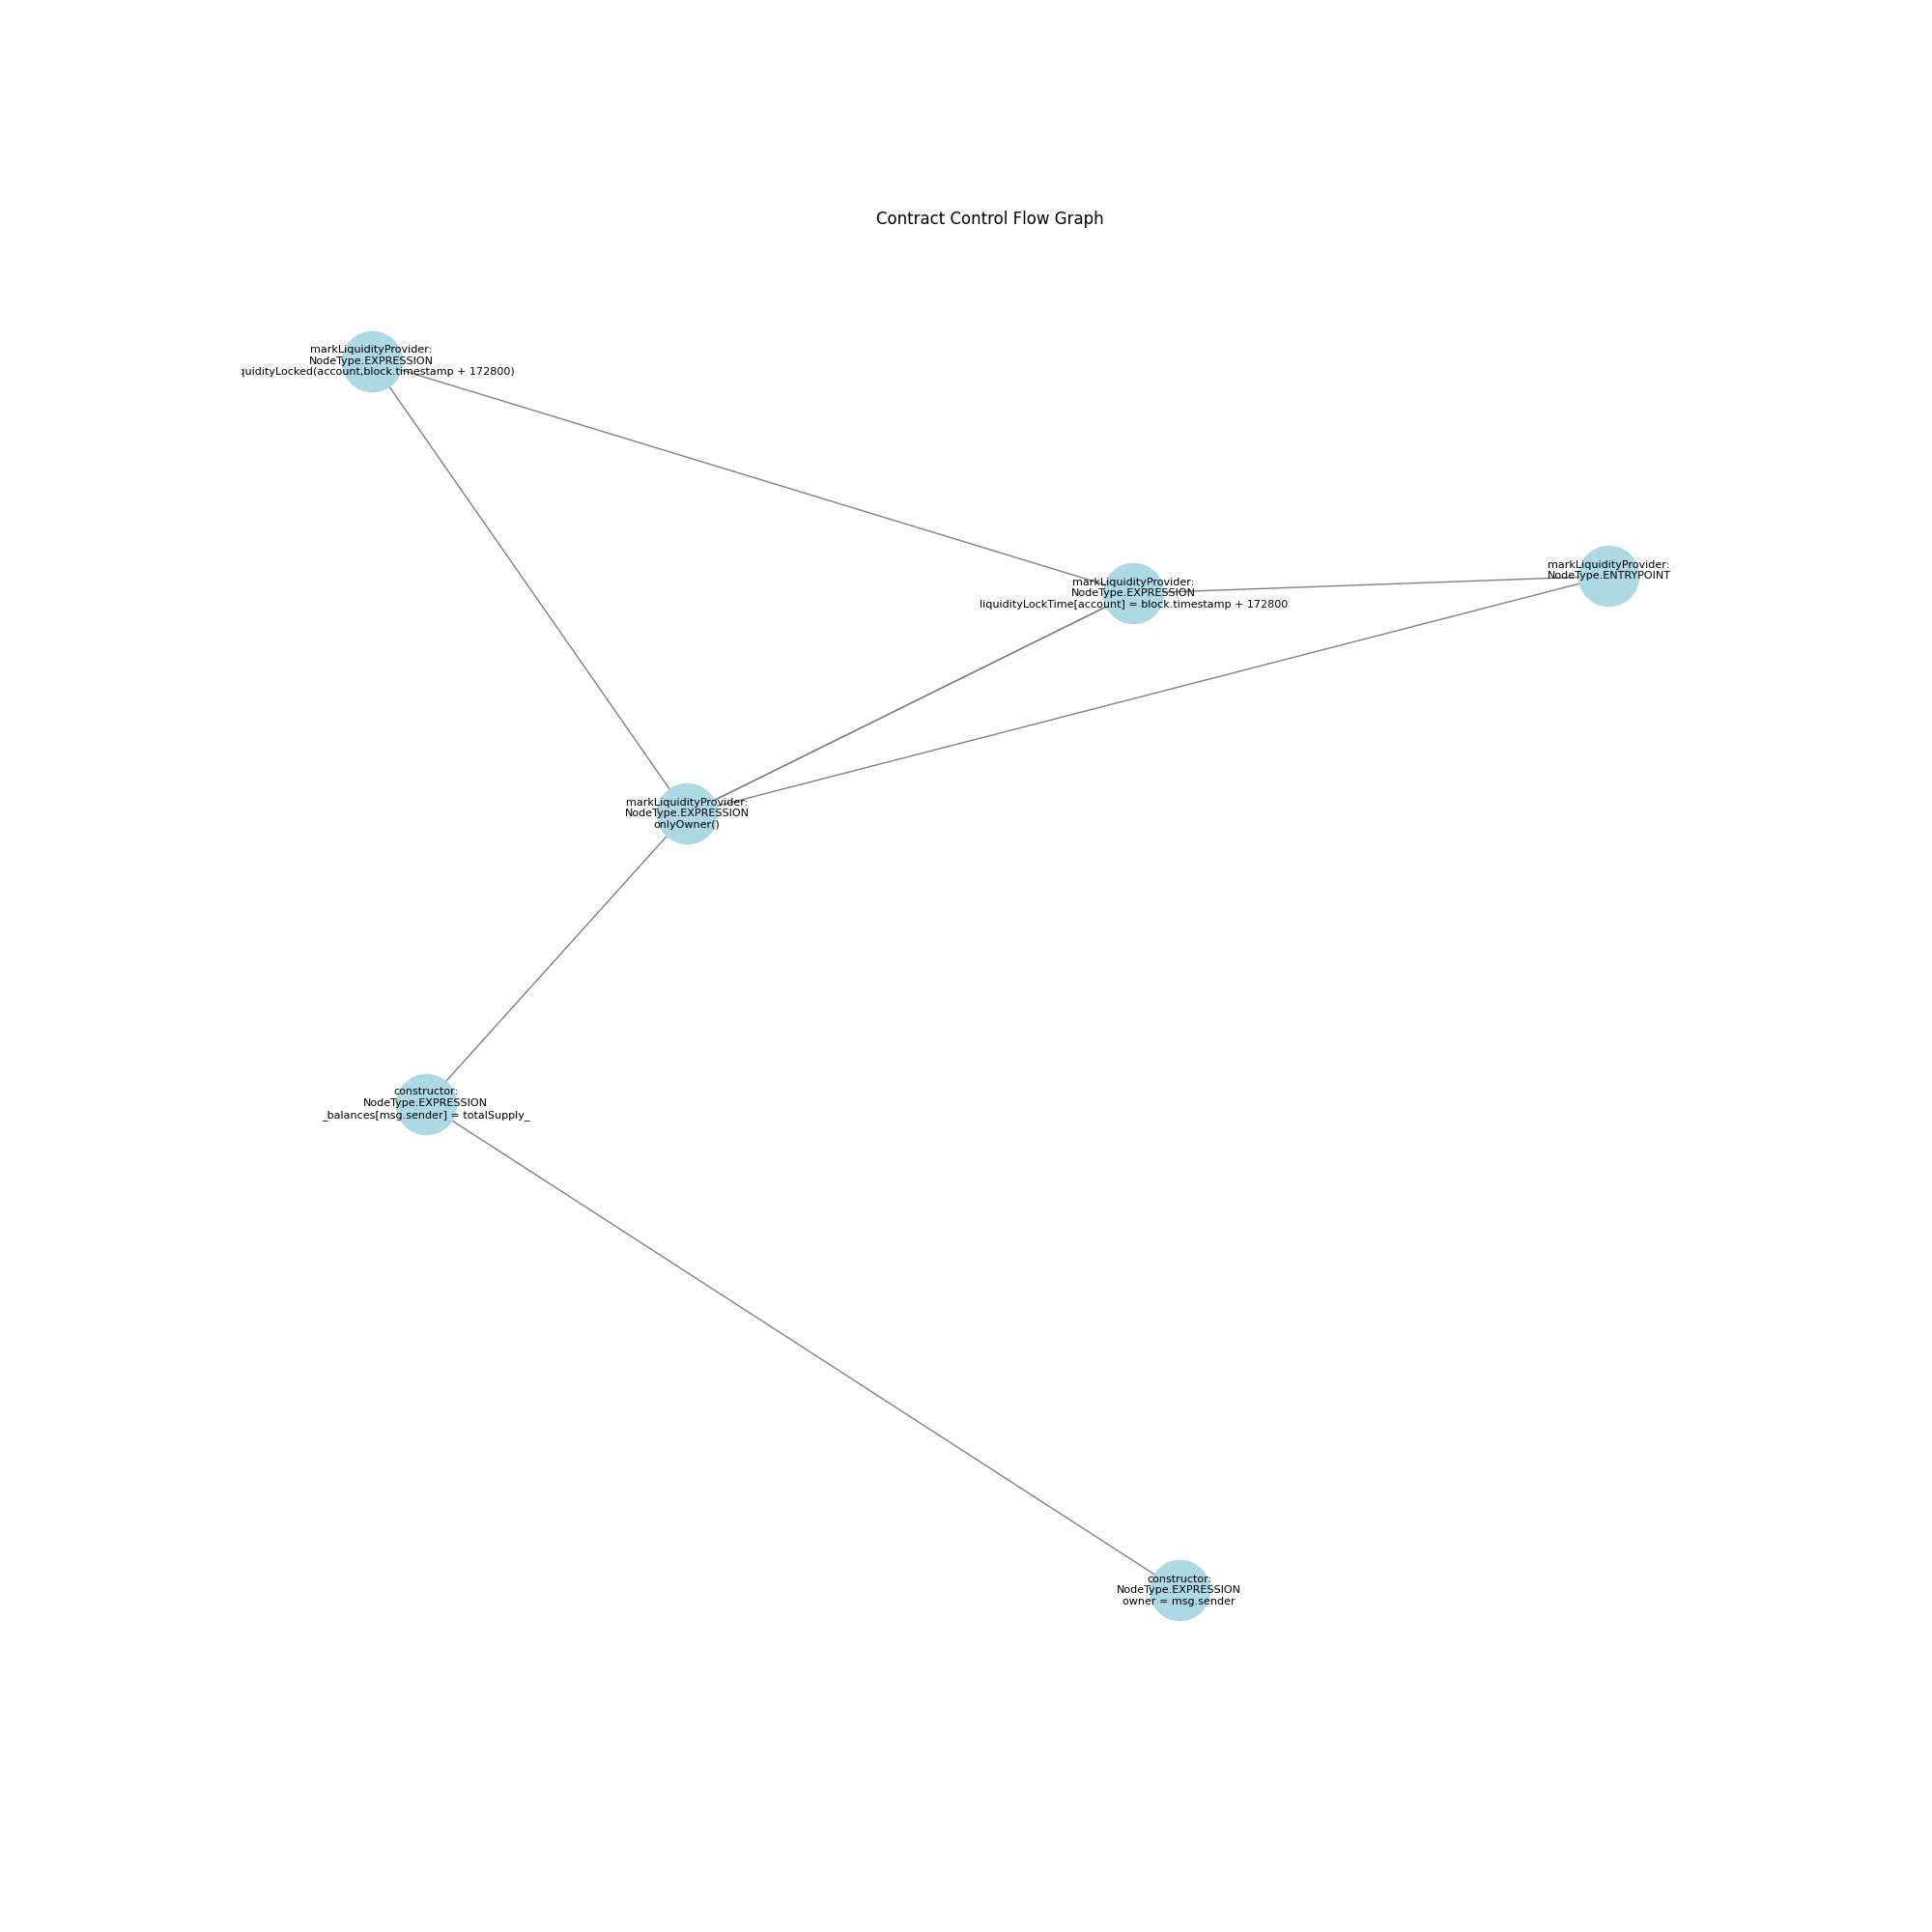 Contract Control Flow Graph
markLiquidityProvider:
NodeType.EXPRESSION
quidityLocked(account,block.timestamp + 172800)
markLiquidityProvider:
NodeType.ENTRYPOINT
markLiquidityProvider:
NodeType.EXPRESSION
liquidityLockTime[account] = block.timestamp + 172800
markLiquidityProvider:
NodeType.EXPRESSION
onlyOwner()
constructor:
NodeType.EXPRESSION
_balances[msg.sender] = totalSupply_
constructor:
NodeType.EXPRESSION
owner = msg.sender